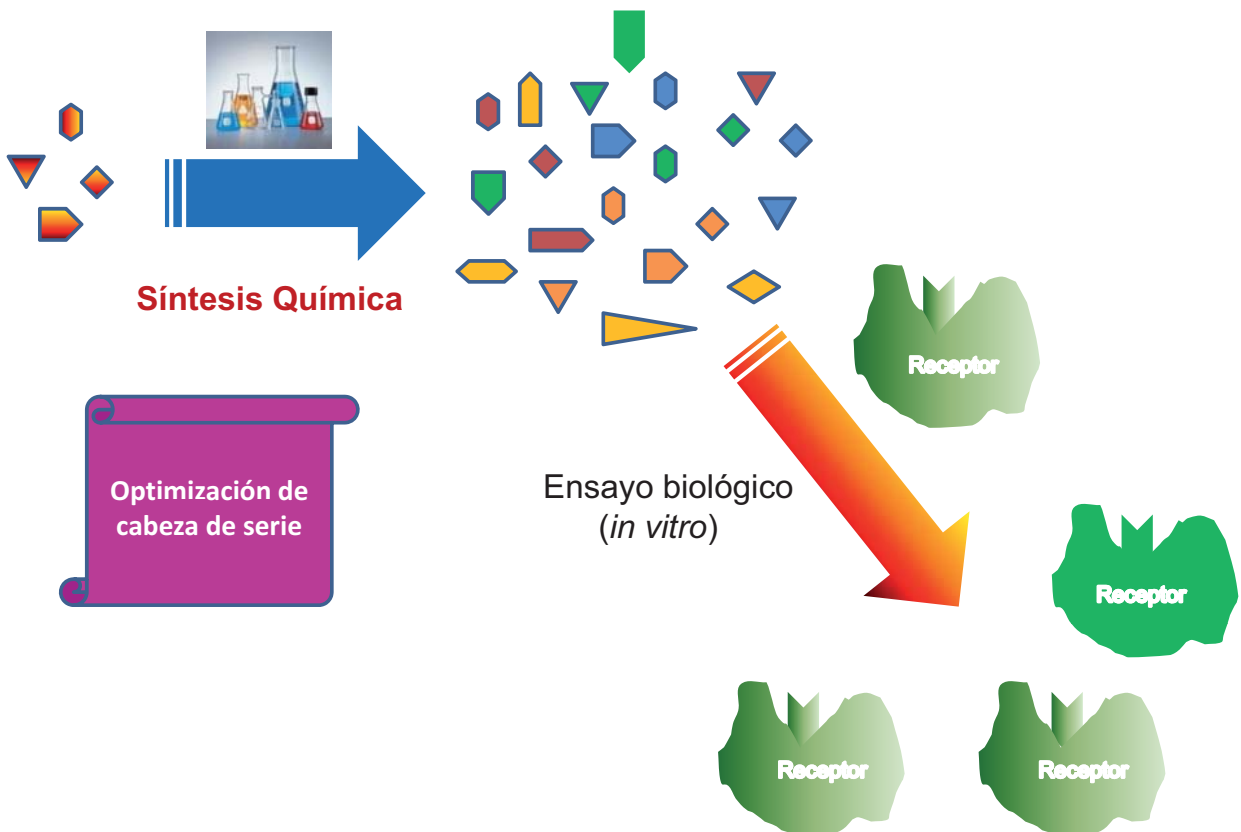 Síntesis Química
Receptor
Optimización de
cabeza de serie
Ensayo biológico
(in vitro)
Receptor
Receptor
Receptor